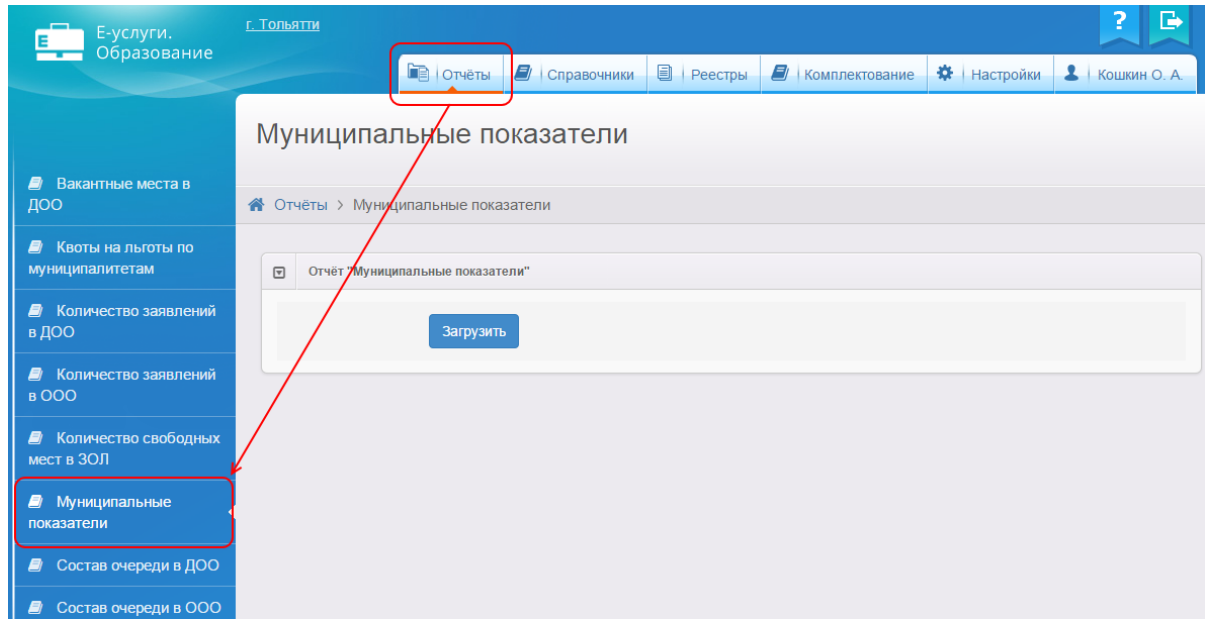 Е-услуги.
Образование
г. Тольятти
?
Отчёты
Справочники
Реестры
Комплектование
Настройки
Кошкин О. А.
Муниципальные показатели
Отчёты > Муниципальные показатели
Вакантные места в
ДОО
Квоты на льготы по
муниципалитетам
Количество заявлений
в ДОО
Количество заявлений
в ООО
Количество свободных
мест в ЗОЛ
Муниципальные
показатели
Состав очереди в ДОО
Состав очереди в ООО
Отчёт "Муниципальные показатели"
Загрузить